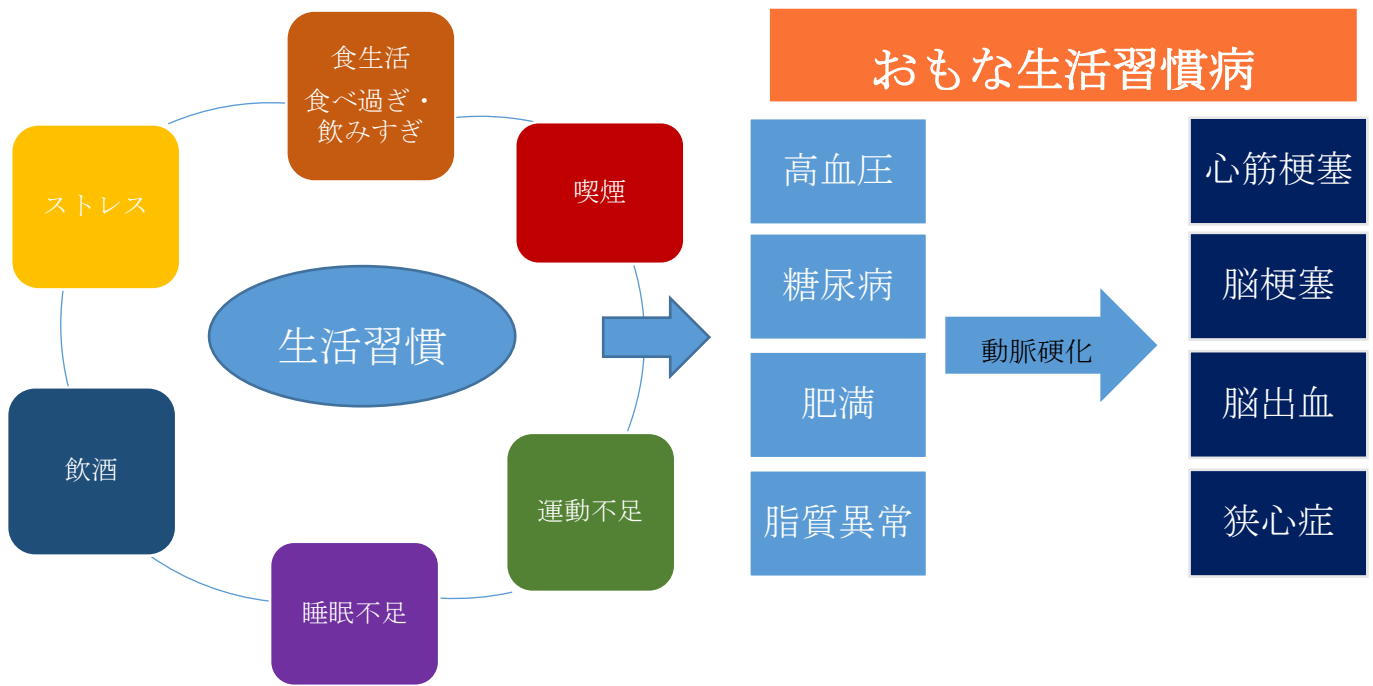 食生活
食べ過ぎ・
飲みすぎ
喫煙
運動不足
睡眠不足
飲酒
ストレス
生活習慣
おもな生活習慣病
高血圧
糖尿病
肥満
脂質異常
動脈硬化
心筋梗塞
脳梗塞
脳出血
狭心症